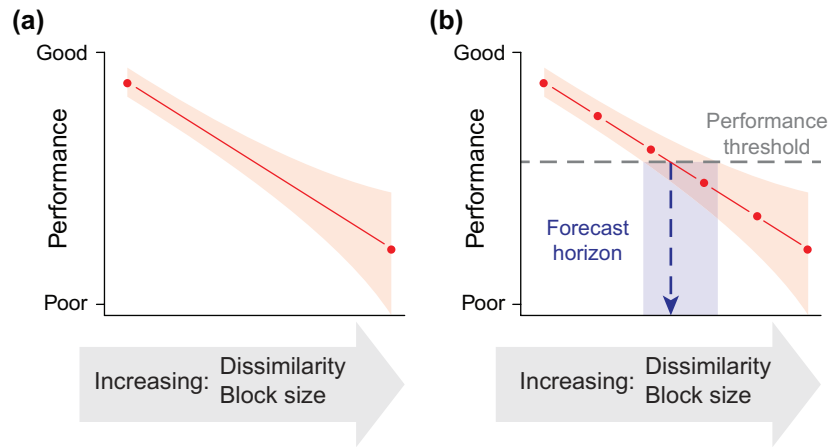 (a)
Good
Performance
Poor
Increasing: Dissimilarity
Block size
(b)
Good
Performance
threshold
Performance
Forecast
horizon
Poor
Increasing: Dissimilarity
Block size